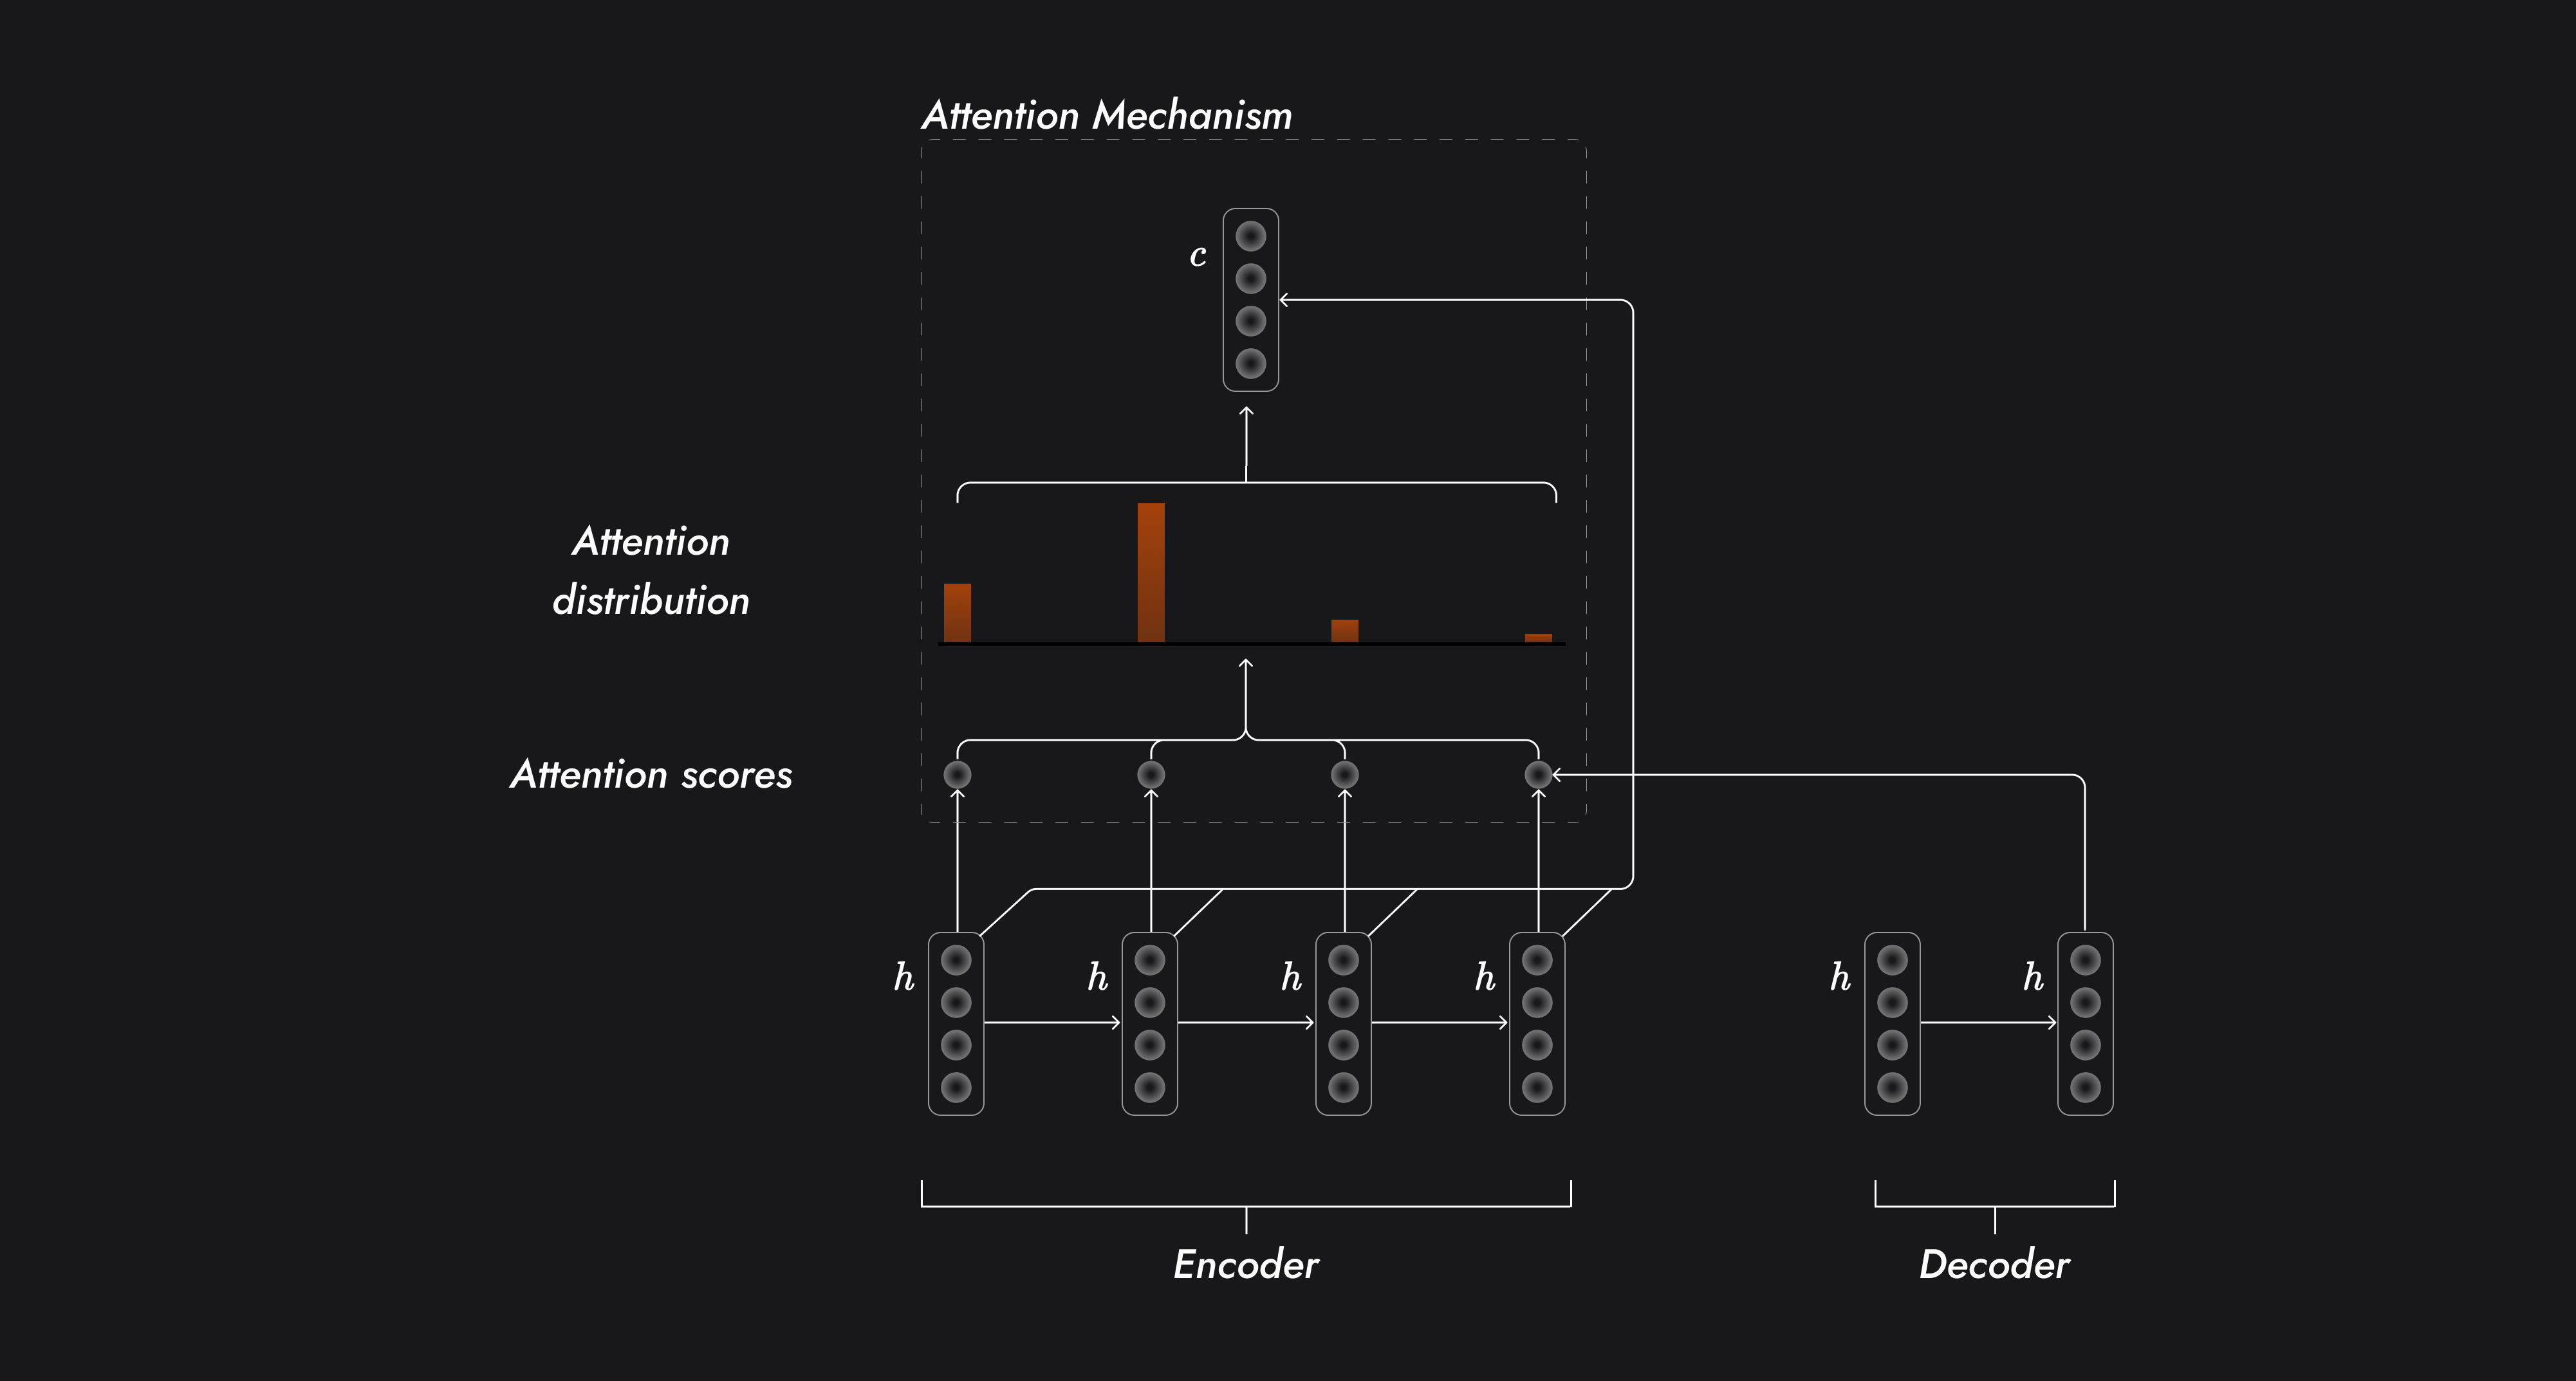 Attention Mechanism
c
Attention
distribution
Attention scores
h h h h h h
Encoder Decoder